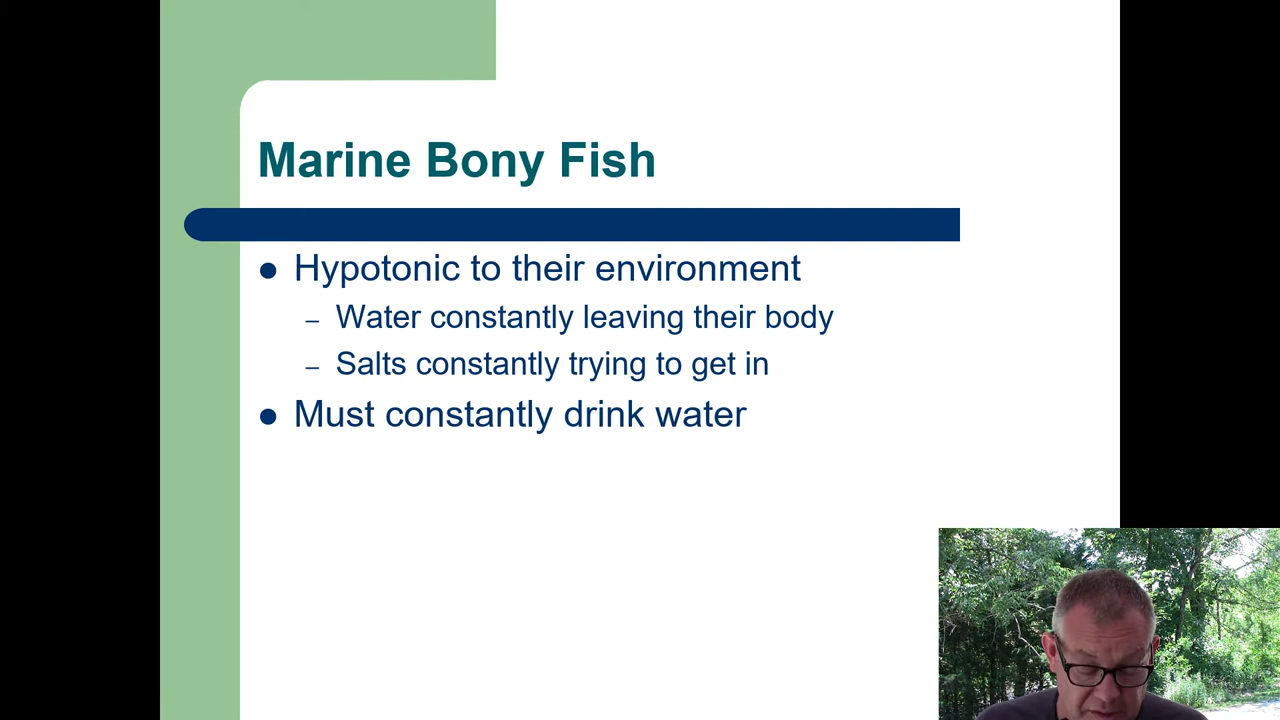 Marine Bony Fish
● Hypotonic to their environment
– Water constantly leaving their body
– Salts constantly trying to get in
● Must constantly drink water